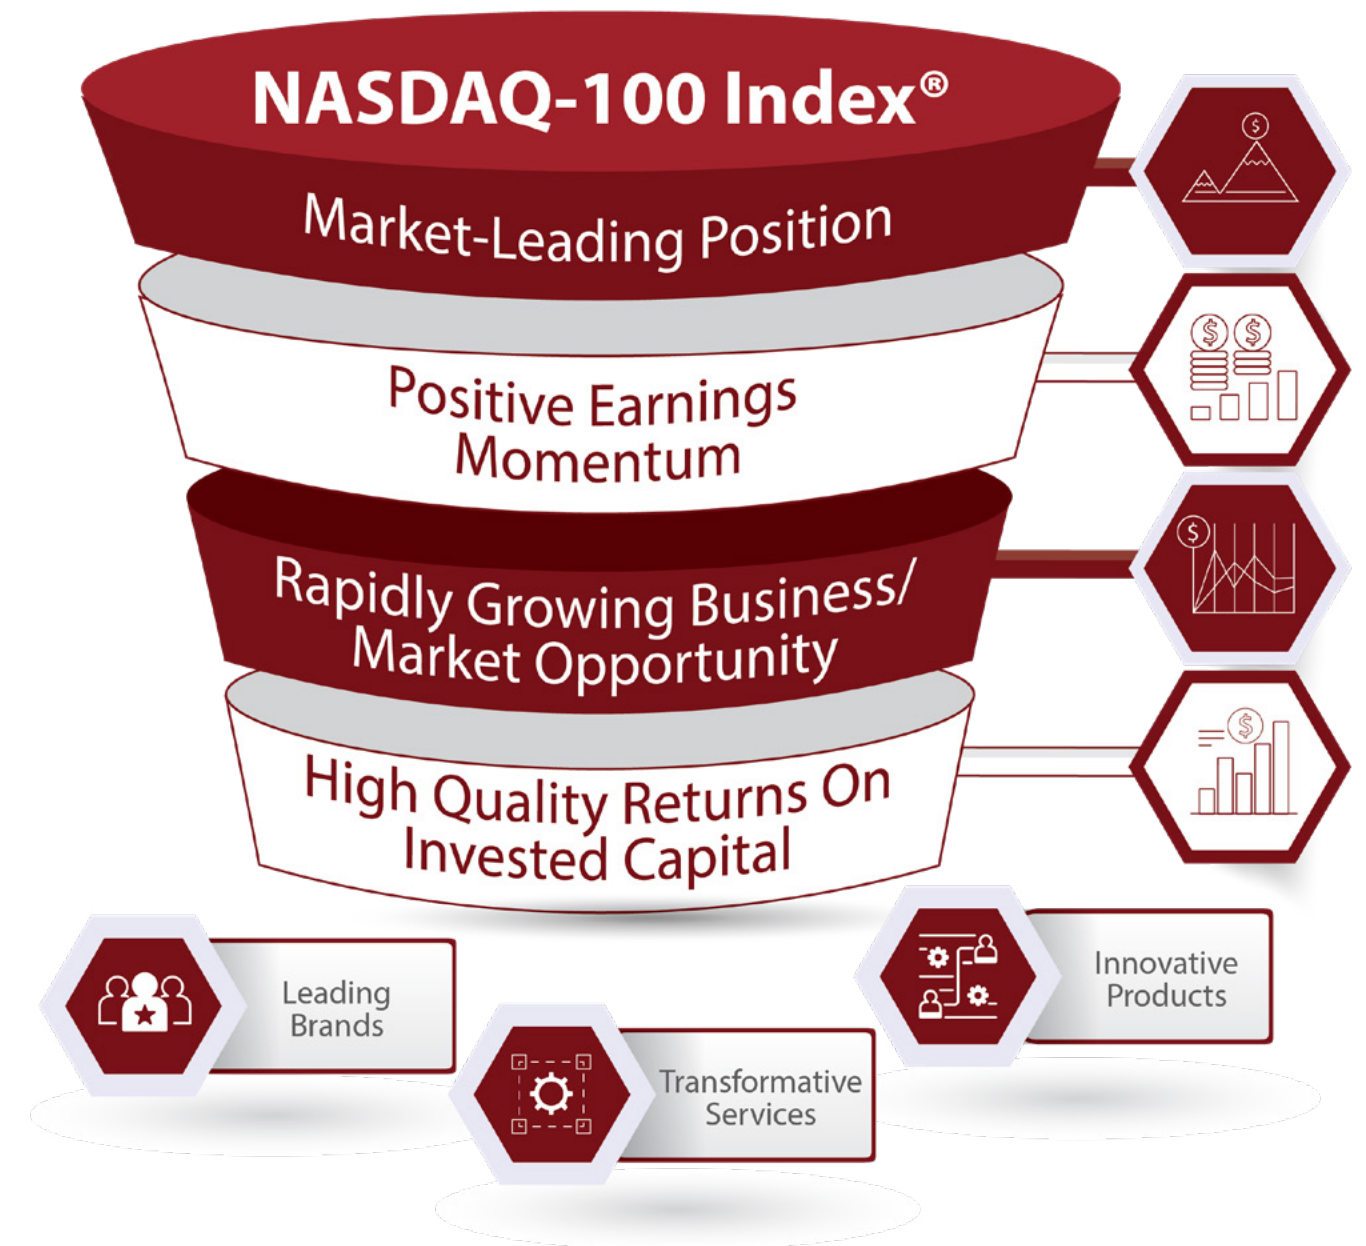 NASDAQ-100 Index®
Market-Leading Position
Positive Earnings
Momentum
Rapidly Growing Business/
Market Opportunity
High Quality Returns On
Invested Capital
Leading
Brands
Transformative
Services
Innovative
Products